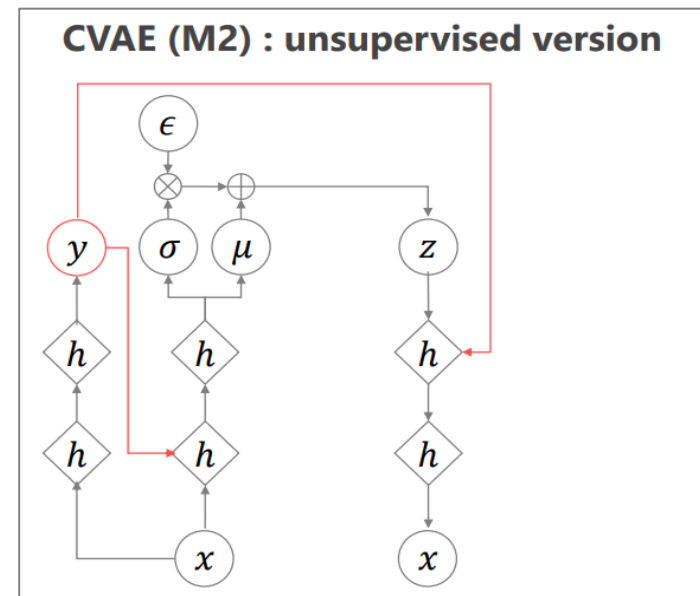 CVAE (M2) : unsupervised version
ϵ
y σ μ z
h h h
h h h
x x